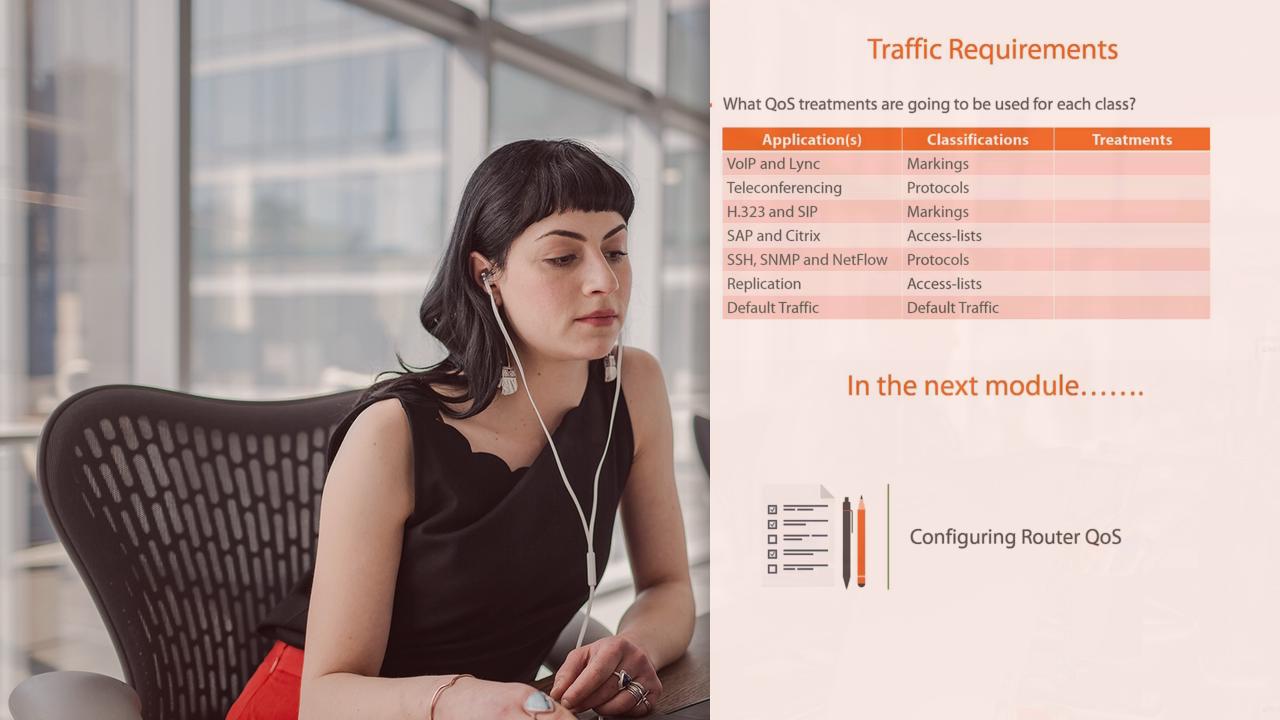 Traffic Requirements
What QoS treatments are going to be used for each class?
Application(s) Classifications Treatments
VoIP and Lync Markings
Teleconferencing Protocols
H.323 and SIP Markings
SAP and Citrix Access-lists
SSH, SNMP and NetFlow Protocols
Replication Access-lists
Default Traffic Default Traffic
In the next module.......
Configuring Router QoS